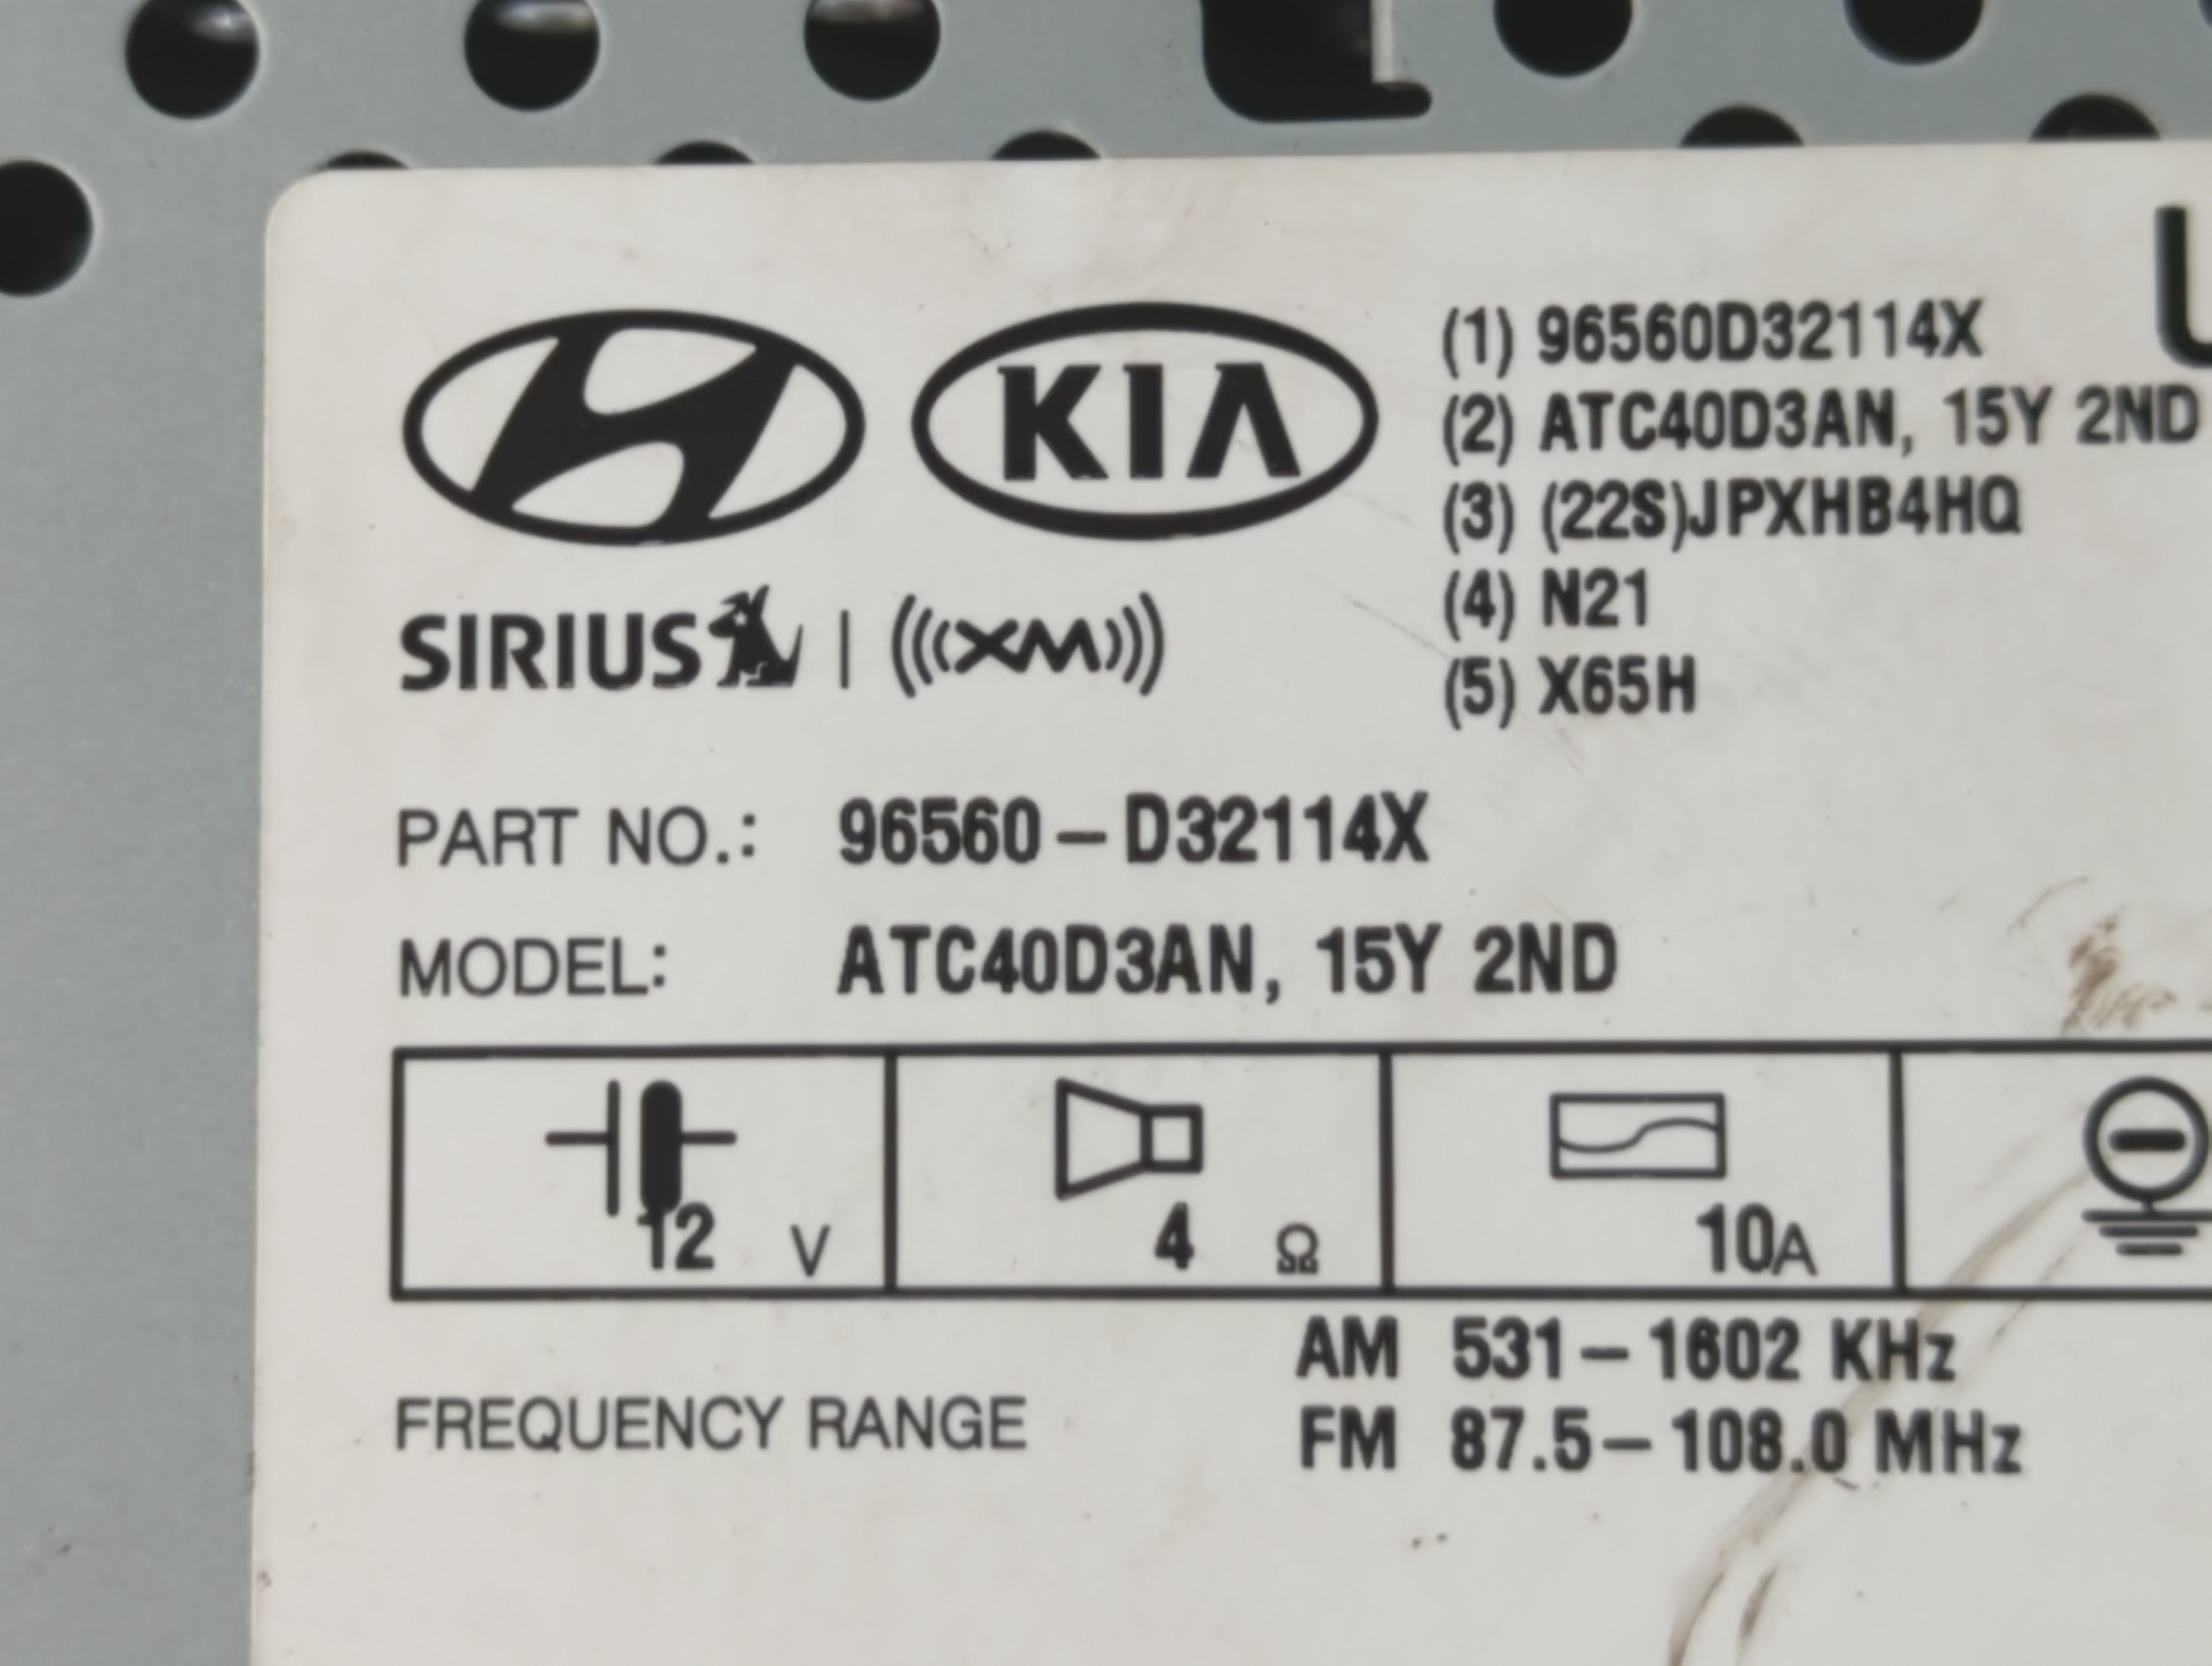 KIA
(1) 96560D32114X
(2) ATC40D3AN, 15Y 2ND
(3) (22S)JPXHB4HQ
(4) N21
(5) X65H
SIRIUS | (((XM)))
PART NO.: 96560-D32114X
MODEL: ATC40D3AN, 15Y 2ND
12 V 4 Ω 10A
AM 531-1602 KHz
FREQUENCY RANGE
FM 87.5-108.0 MHz